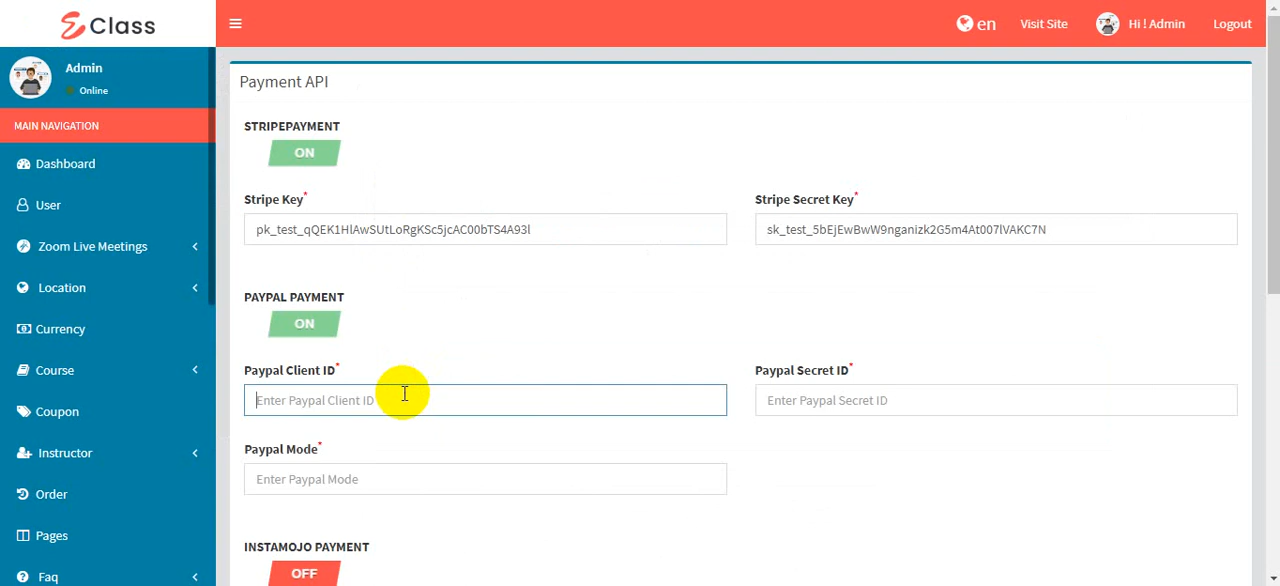 Class
en
Visit Site
Hi ! Admin
Logout
Admin
Online
MAIN NAVIGATION
Dashboard
User
Zoom Live Meetings
Location
Currency
Course
Coupon
Instructor
Order
Pages
Faq
Payment API
STRIPEPAYMENT
ON
Stripe Key*
Stripe Secret Key*
pk_test_qQEK1HlAwSUtLoRgKSc5jcAC00bTS4A93l
sk_test_5bEjEwBwW9nganizk2G5m4At007lVAKC7N
PAYPAL PAYMENT
ON
Paypal Client ID*
Paypal Secret ID*
Enter Paypal Client ID
Enter Paypal Secret ID
Paypal Mode*
Enter Paypal Mode
INSTAMOJO PAYMENT
OFF